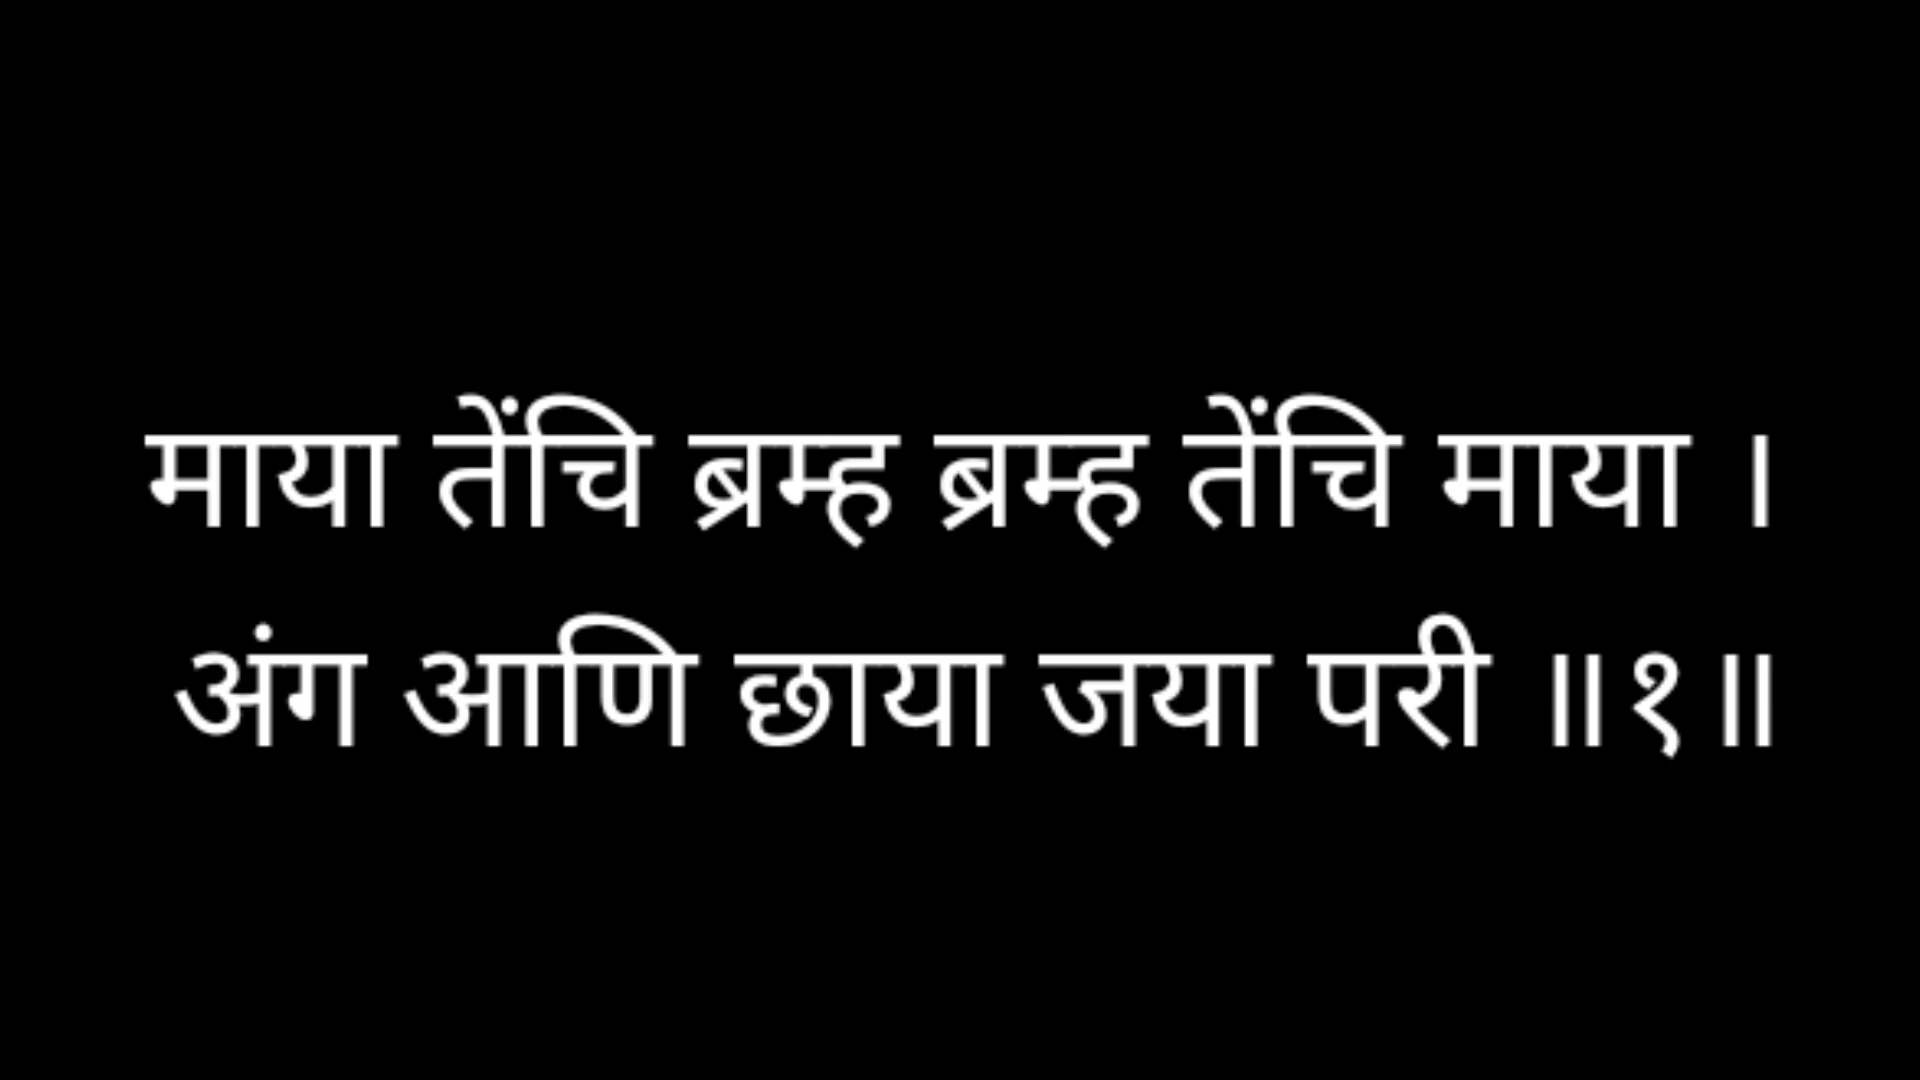 माया तेंचि ब्रम्ह ब्रम्ह तेंचि माया ।
अंग आणि छाया जया परी ॥१॥